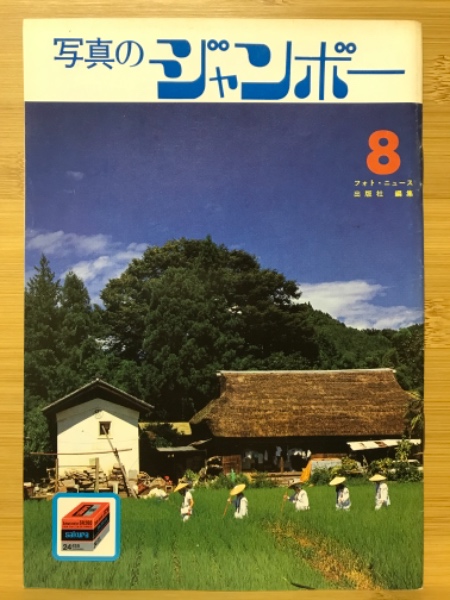 写真の
ジャンボー
8
フォト・ニュース
出版社 編集
sakura
24